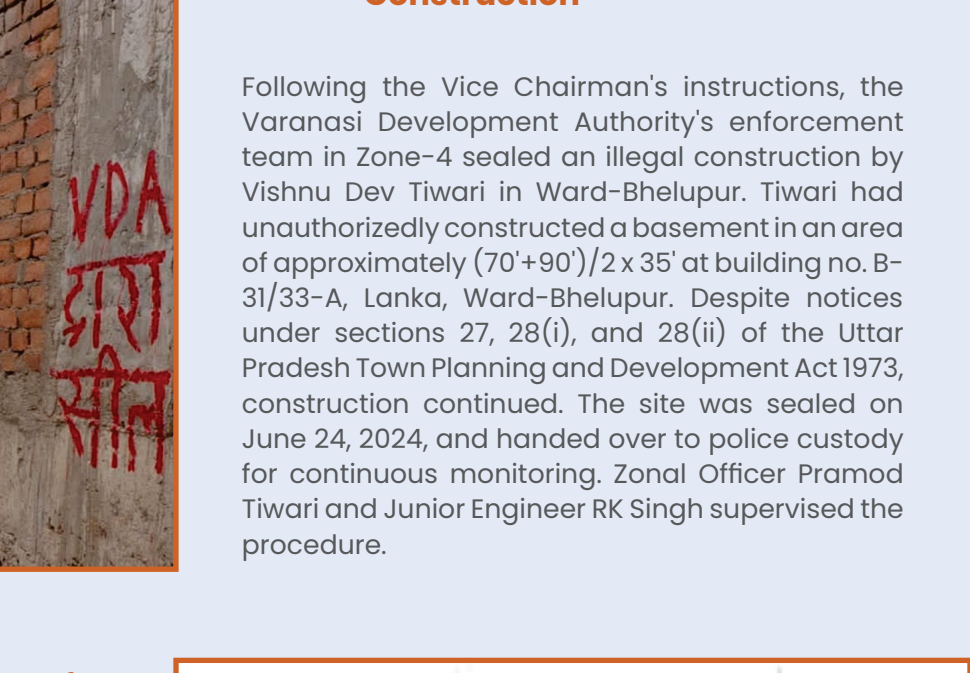 Construction
Following the Vice Chairman's instructions, the
Varanasi Development Authority's enforcement
team in Zone-4 sealed an illegal construction by
Vishnu Dev Tiwari in Ward-Bhelupur. Tiwari had
unauthorizedly constructed a basement in an area
of approximately (70'+90')/2 x 35' at building no. B-
31/33-A, Lanka, Ward-Bhelupur. Despite notices
under sections 27, 28(i), and 28(ii) of the Uttar
Pradesh Town Planning and Development Act 1973,
construction continued. The site was sealed on
June 24, 2024, and handed over to police custody
for continuous monitoring. Zonal Officer Pramod
Tiwari and Junior Engineer RK Singh supervised the
procedure.
VDA
द्वारा
सील